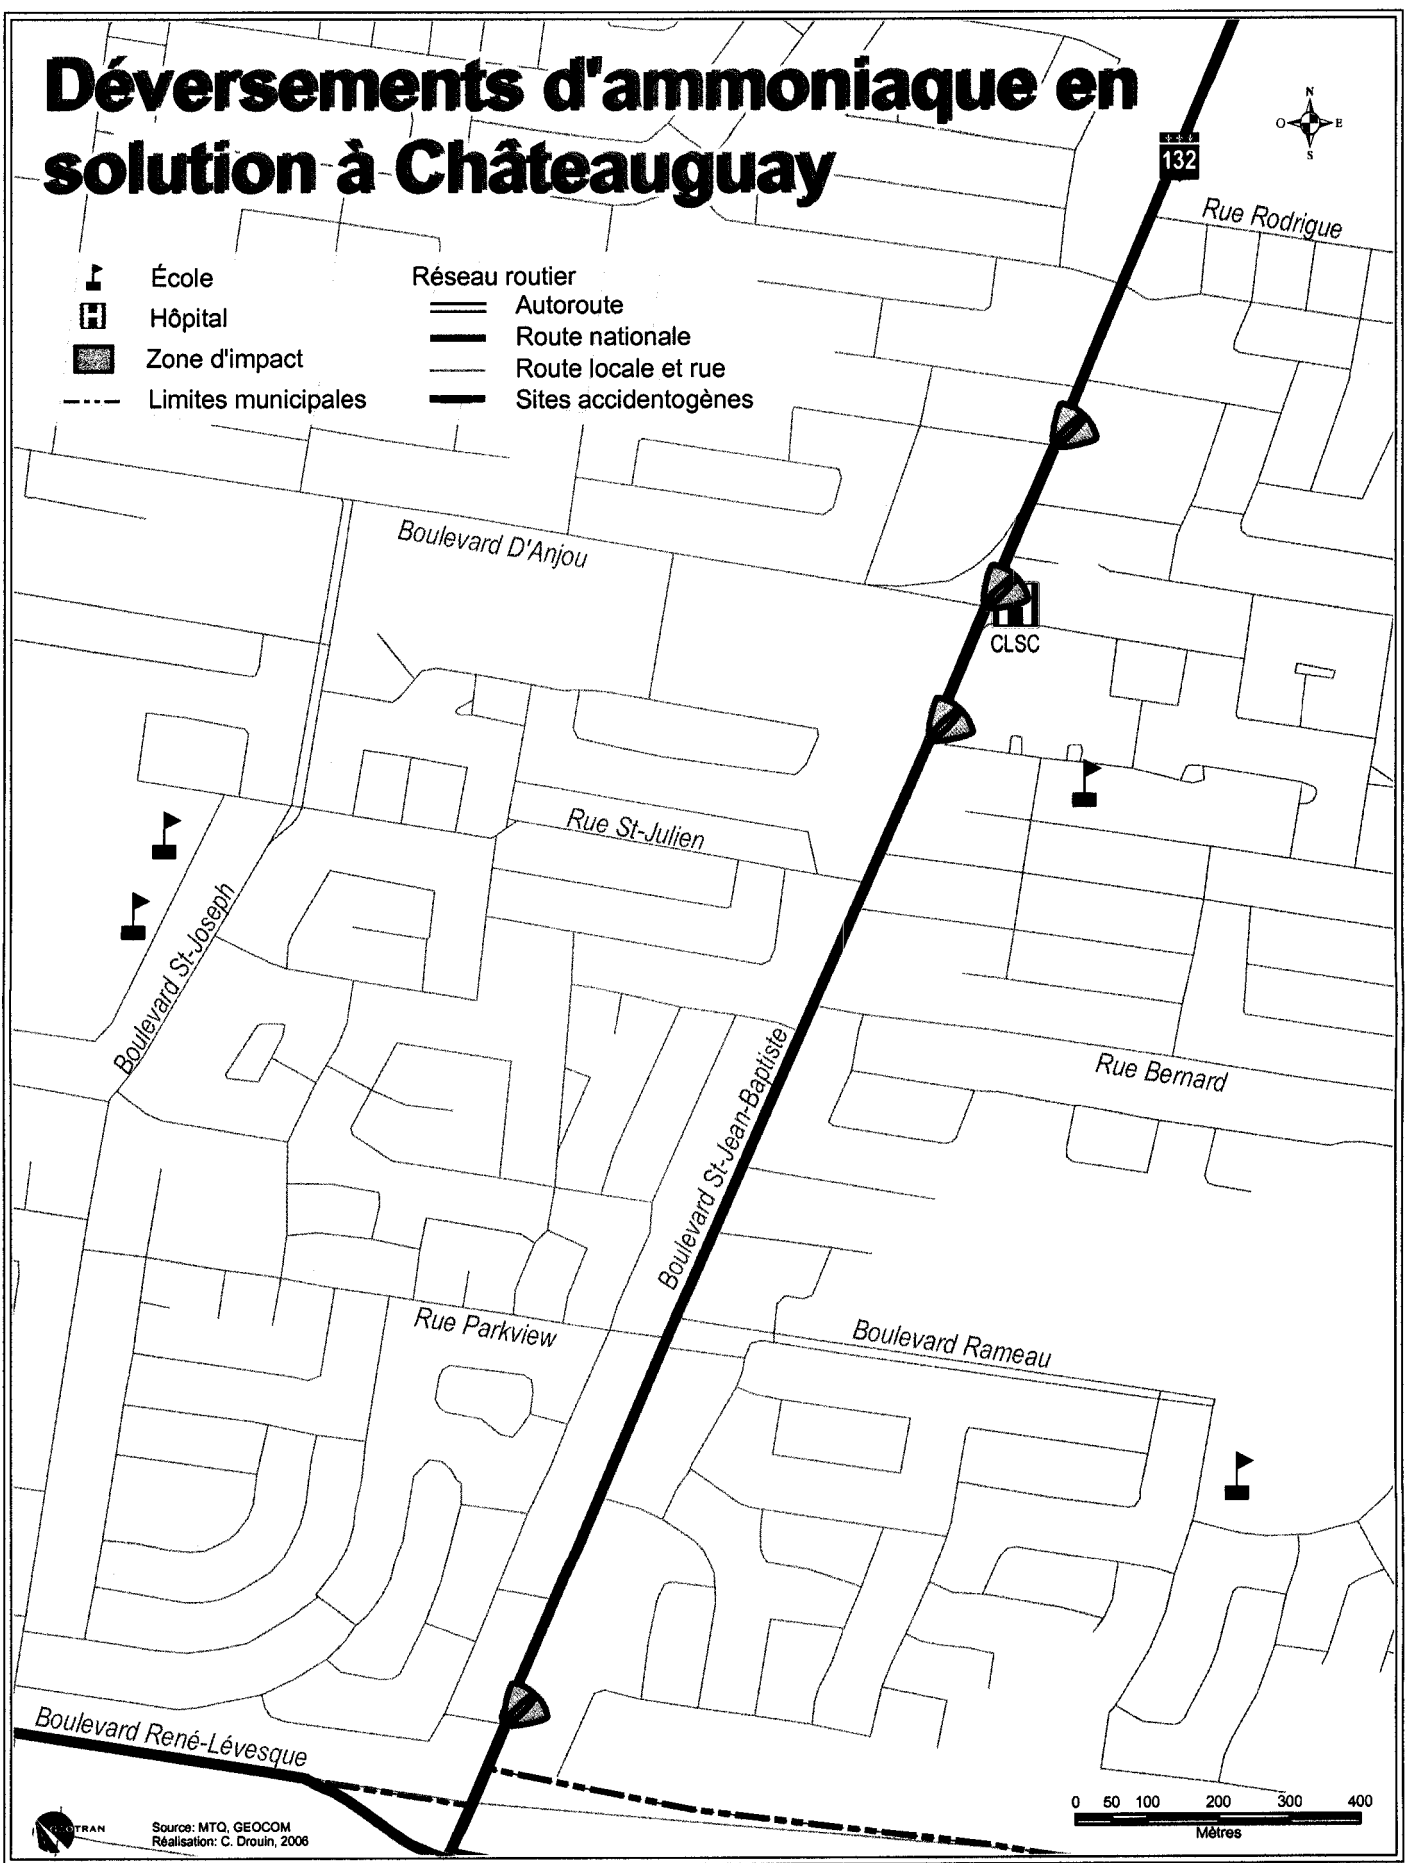 Déversements d'ammoniaque en
solution à Châteauguay
N
O E
S
132
Rue Rodrigue
École
Hôpital
Zone d'impact
Limites municipales
Réseau routier
Autoroute
Route nationale
Route locale et rue
Sites accidentogènes
Boulevard D'Anjou
CLSC
Rue St-Julien
Boulevard St-Joseph
Boulevard St-Jean-Baptiste
Rue Bernard
Rue Parkview
Boulevard Rameau
Boulevard René-Lévesque
TRAN
Source: MTQ, GEOCOM
Réalisation: C. Drouin, 2006
0 50 100 200 300 400
Mètres